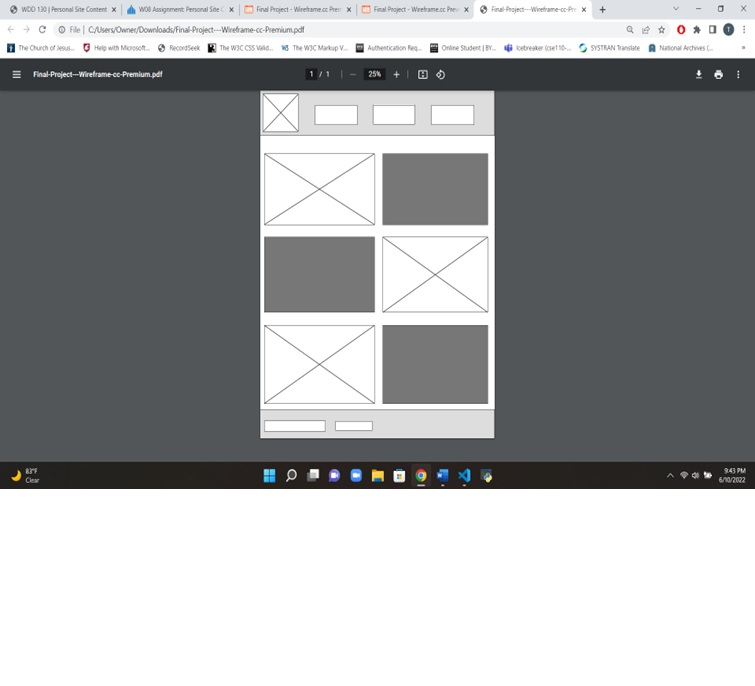 WDD 130 | Personal Site Content
W08 Assignment: Personal Site C
Final Project - Wireframe.cc Prem
Final Project - Wireframe.cc Prem
Final-Project---Wireframe-cc-Pre
File | C:/Users/Owner/Downloads/Final-Project---Wireframe-cc-Premium.pdf
T
The Church of Jesus...
Help with Microsoft...
RecordSeek
The W3C CSS Valid...
The W3C Markup V...
Authentication Req...
Online Student | BY...
Icebreaker (cse110-...
SYSTRAN Translate
National Archives |...
»
Final-Project---Wireframe-cc-Premium.pdf
1 / 1
25%
83°F
Clear
9:43 PM
6/10/2022